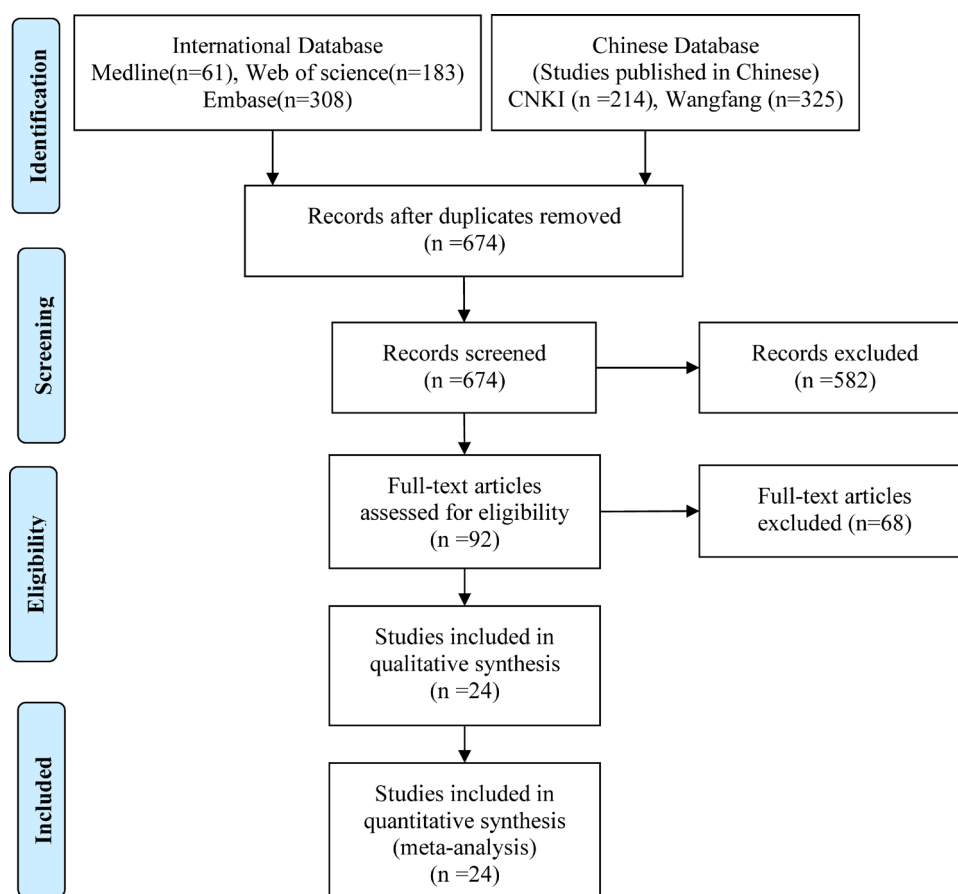 Identification
International Database
Medline(n=61), Web of science(n=183)
Embase(n=308)
Chinese Database
(Studies published in Chinese)
CNKI (n =214), Wangfang (n=325)
Records after duplicates removed
(n =674)
Screening
Records screened
(n =674)
Records excluded
(n =582)
Eligibility
Full-text articles
assessed for eligibility
(n =92)
Full-text articles
excluded (n=68)
Studies included in
qualitative synthesis
(n =24)
Included
Studies included in
quantitative synthesis
(meta-analysis)
(n =24)